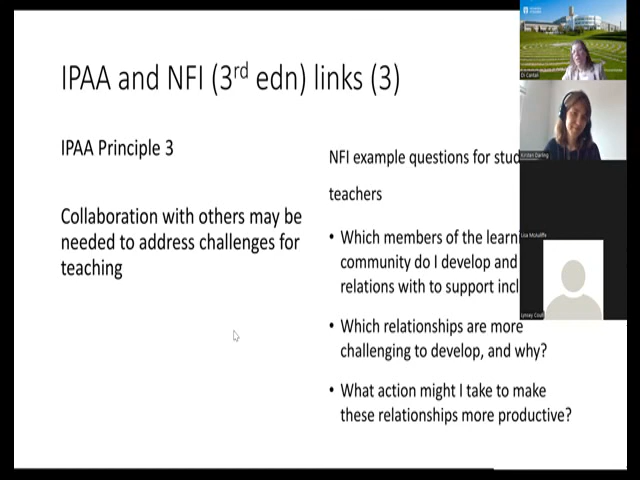 IPAA and NFI (3rd edn) links (3)
IPAA Principle 3
Collaboration with others may be
needed to address challenges for
teaching
NFI example questions for stud
teachers
• Which members of the learn
community do I develop and
relations with to support incl
• Which relationships are more
challenging to develop, and why?
• What action might I take to make
these relationships more productive?
Di Cantali
Kirsten Darling
Lisa McAuliffe